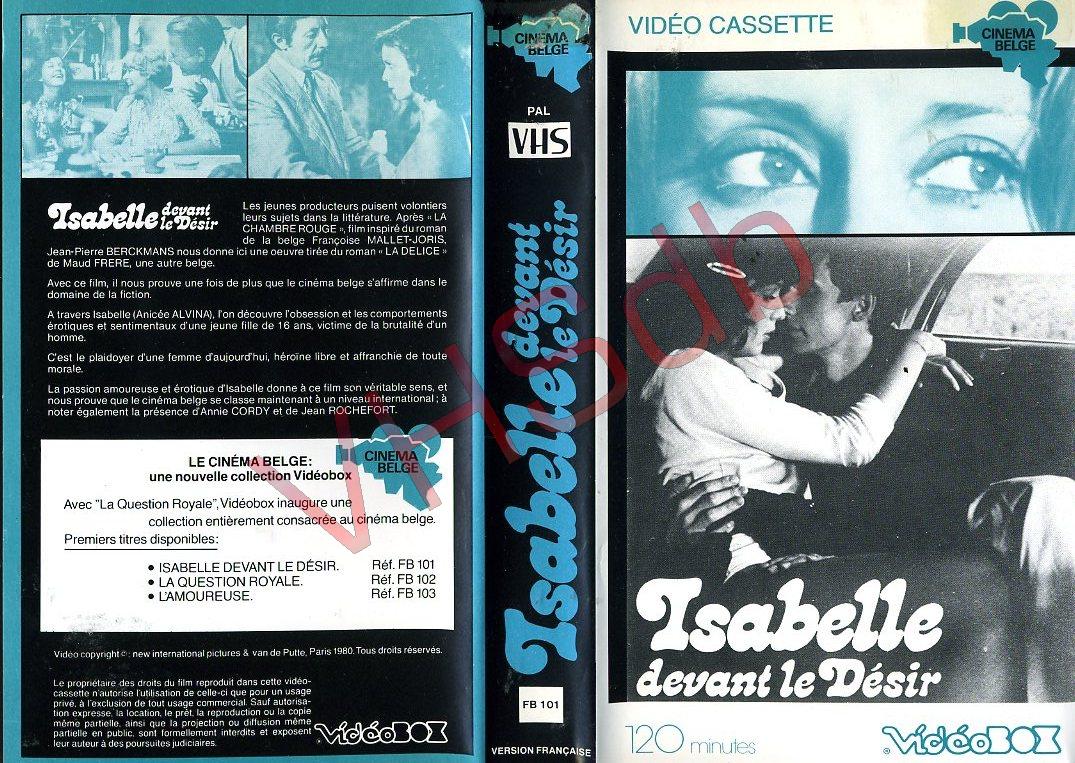 Isabelle devant le Désir
Les jeunes producteurs puisent volontiers
leurs sujets dans la littérature. Après « LA
CHAMBRE ROUGE », film inspiré du roman
de la belge Françoise MALLET-JORIS,
Jean-Pierre BERCKMANS nous donne ici une oeuvre tirée du roman « LA DELICE »
de Maud FRERE, une autre belge.
Avec ce film, il nous prouve une fois de plus que le cinéma belge s'affirme dans le
domaine de la fiction.
A travers Isabelle (Anicée ALVINA), l'on découvre l'obsession et les comportements
érotiques et sentimentaux d'une jeune fille de 16 ans, victime de la brutalité d'un
homme.
C'est le plaidoyer d'une femme d'aujourd'hui, héroïne libre et affranchie de toute
morale.
La passion amoureuse et érotique d'Isabelle donne à ce film son véritable sens, et
nous prouve que le cinéma belge se classe maintenant à un niveau international ; à
noter également la présence d'Annie CORDY et de Jean ROCHEFORT.
LE CINÉMA BELGE:
une nouvelle collection Vidéobox
CINEMA
BELGE
Avec "La Question Royale", Vidéobox inaugure une
collection entièrement consacrée au cinéma belge.
Premiers titres disponibles:
• ISABELLE DEVANT LE DÉSIR. Réf. FB 101
• LA QUESTION ROYALE. Réf. FB 102
• L'AMOUREUSE. Réf. FB 103
Vidéo copyright © : new international pictures & van de Putte, Paris 1980. Tous droits réservés.
Le propriétaire des droits du film reproduit dans cette vidéo-
cassette n'autorise l'utilisation de celle-ci que pour un usage
privé, à l'exclusion de tout usage commercial. Sauf autorisa-
tion expresse, la location, le prêt, la reproduction ou la copie
même partielle, ainsi que la projection ou diffusion même
partielle en public, sont formellement interdits et exposent
leur auteur à des poursuites judiciaires.
vidéoBOX
CINEMA
BELGE
PAL
VHS
Isabelle devant le Désir
FB 101
VERSION FRANÇAISE
VIDÉO CASSETTE
CINEMA
BELGE
Isabelle
devant le Désir
120 minutes
® vidéoBOX
VHSdb